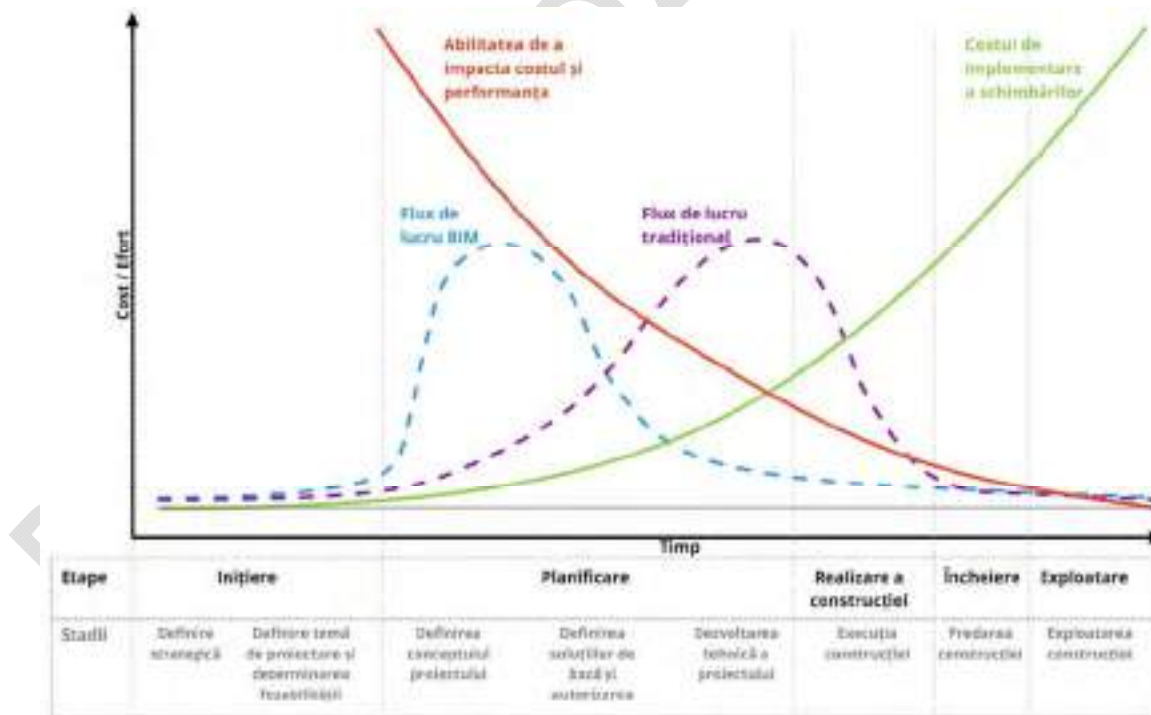 Abilitatea de a
impacta costul și
performanța
Costul de
implementare
a schimbărilor
Flux de
lucru BIM
Flux de lucru
tradițional
Cost / Efort
Timp
Etape
Inițiere
Planificare
Realizare a
construcției
Încheiere
Exploatare
Stadii
Definire
strategică
Definire temă
de proiectare și
determinarea
fezabilității
Definirea
conceptului
proiectului
Definirea
soluțiilor de
bază și
autorizarea
Dezvoltarea
tehnică a
proiectului
Execuția
construcției
Predarea
construcției
Exploatarea
construcției